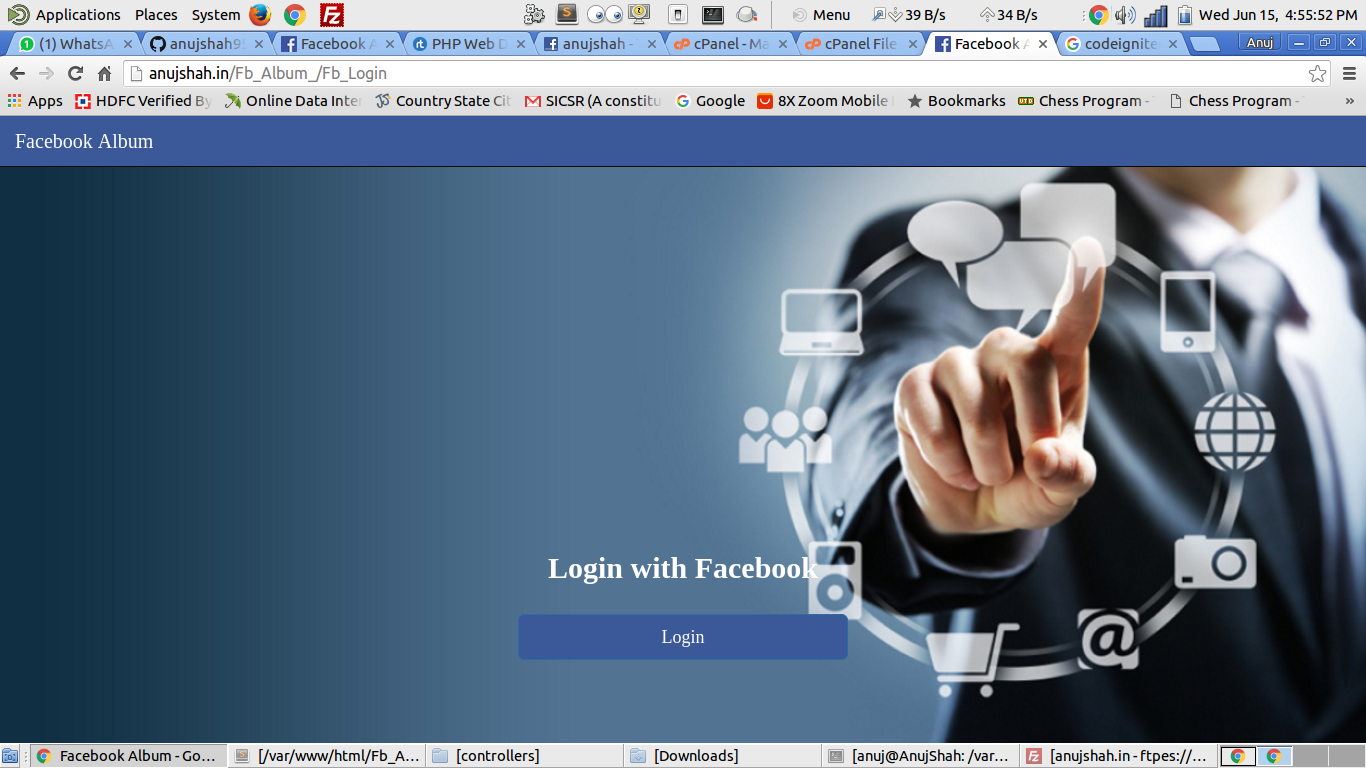 Applications Places System Menu 39 B/s 34 B/s Wed Jun 15, 4:55:52 PM
(1) WhatsA anujshah95 Facebook A PHP Web D anujshah - cPanel - Ma cPanel File Facebook A codeignite Anuj
anujshah.in/Fb_Album_/Fb_Login
Apps HDFC Verified By Online Data Inter Country State Cit SICSR (A constitu Google 8X Zoom Mobile Bookmarks Chess Program - Chess Program - »
Facebook Album
@
Login with Facebook
Login
Facebook Album - Go... [/var/www/html/Fb_A... [controllers] [Downloads] [anuj@AnujShah: /var... [anujshah.in - ftpes://...